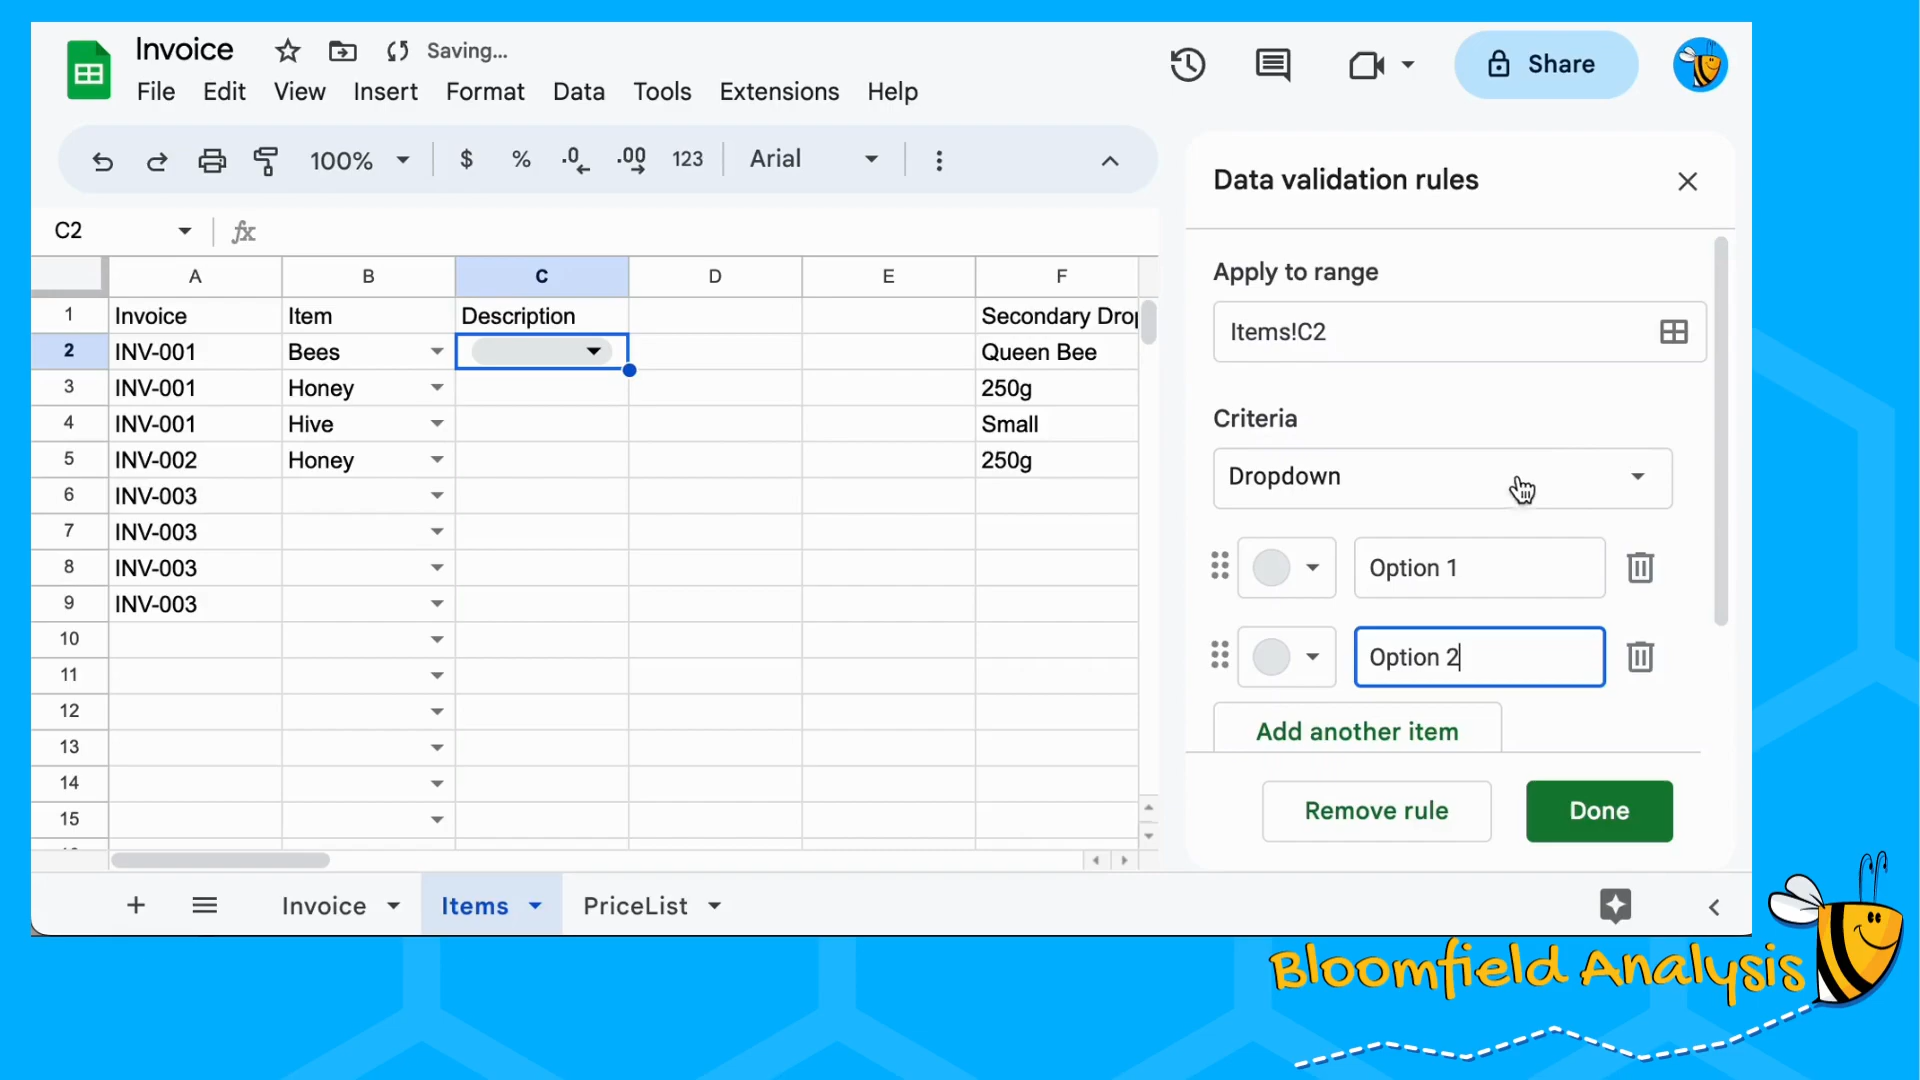 Invoice
Saving...
Share
File Edit View Insert Format Data Tools Extensions Help
100% $ % .0 .00 123 Arial
C2 fx
A B C D E F
1 Invoice Item Description Secondary Drop
2 INV-001 Bees Queen Bee
3 INV-001 Honey 250g
4 INV-001 Hive Small
5 INV-002 Honey 250g
6 INV-003
7 INV-003
8 INV-003
9 INV-003
10
11
12
13
14
15
Data validation rules
Apply to range
Items!C2
Criteria
Dropdown
Option 1
Option 2
Add another item
Remove rule Done
Invoice Items PriceList
Bloomfield Analysis